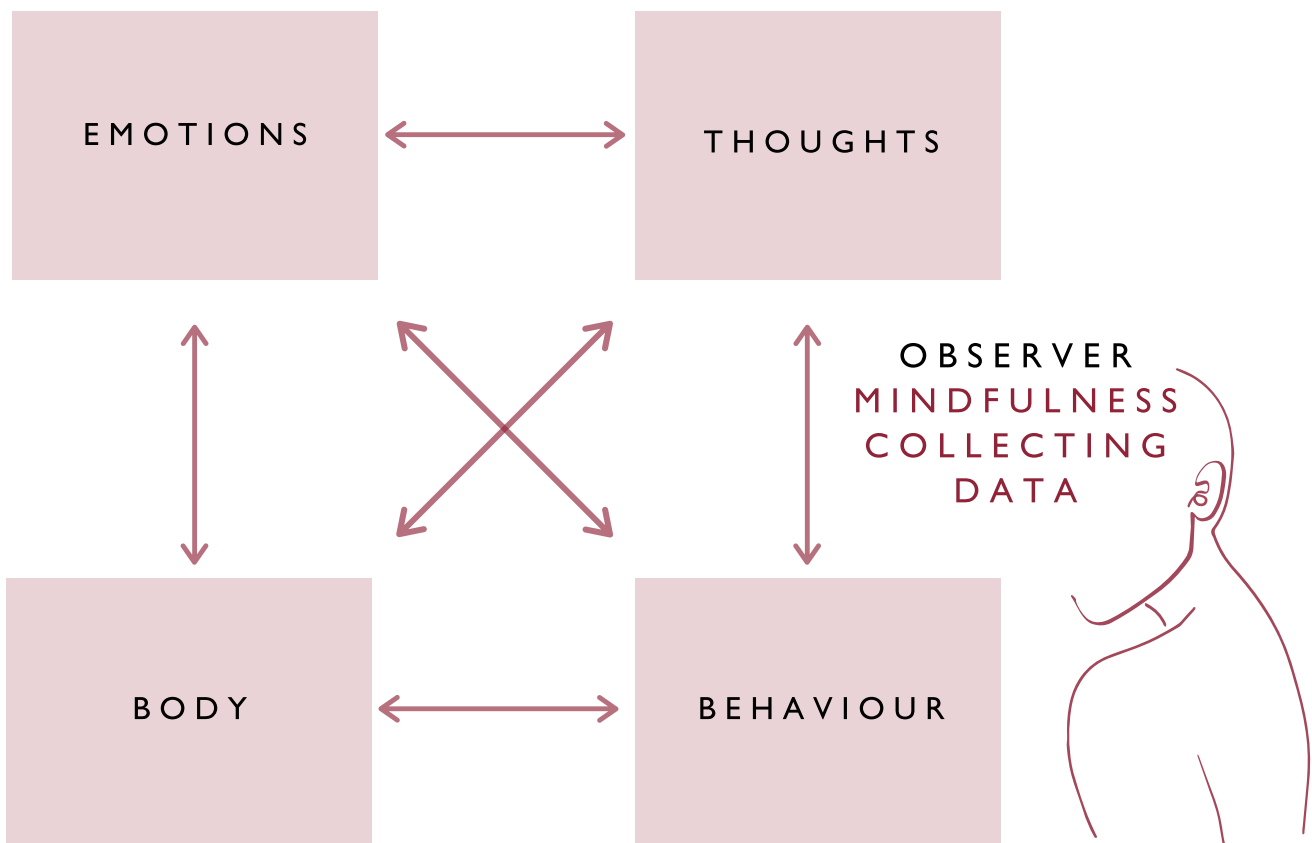 EMOTIONS
THOUGHTS
OBSERVER
MINDFULNESS
COLLECTING
DATA
BODY
BEHAVIOUR